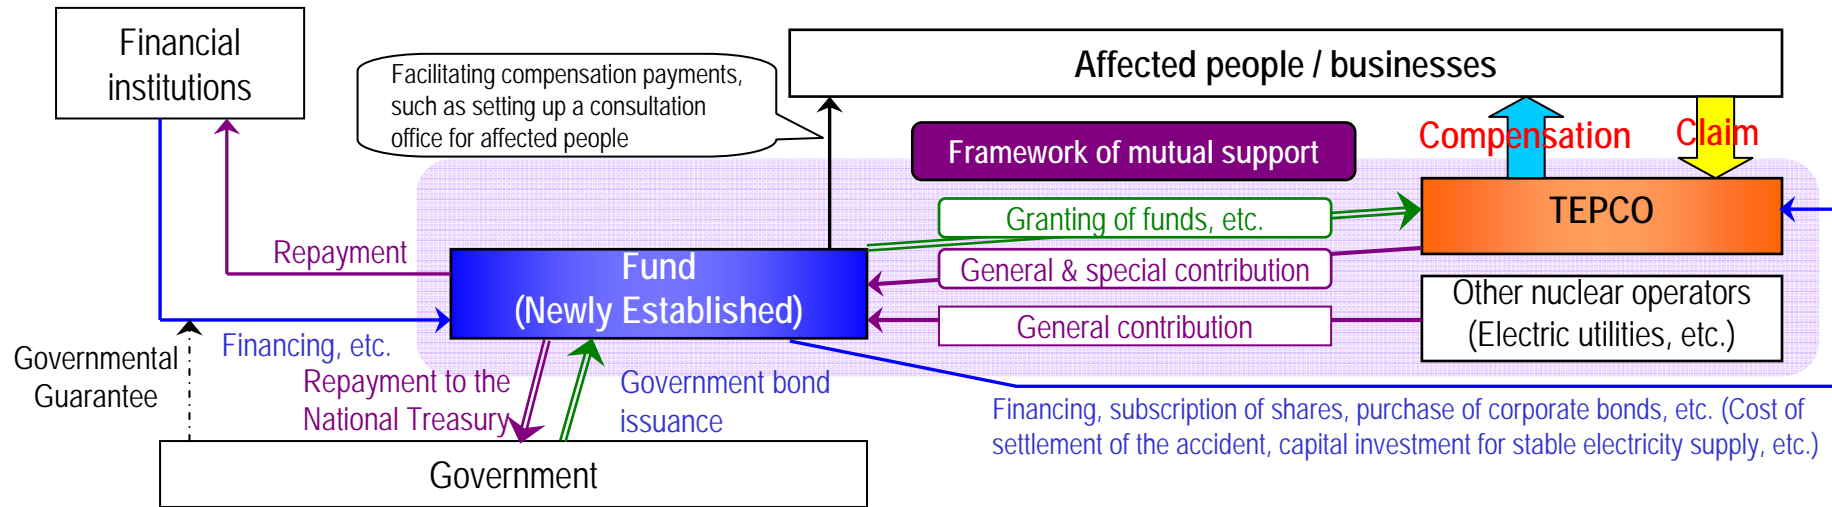 Financial
institutions
Facilitating compensation payments,
such as setting up a consultation
office for affected people
Affected people / businesses
Compensation
Claim
Framework of mutual support
Granting of funds, etc.
TEPCO
Repayment
Fund
(Newly Established)
General & special contribution
General contribution
Other nuclear operators
(Electric utilities, etc.)
Governmental
Guarantee
Financing, etc.
Repayment to the
National Treasury
Government bond
issuance
Financing, subscription of shares, purchase of corporate bonds, etc. (Cost of
settlement of the accident, capital investment for stable electricity supply, etc.)
Government